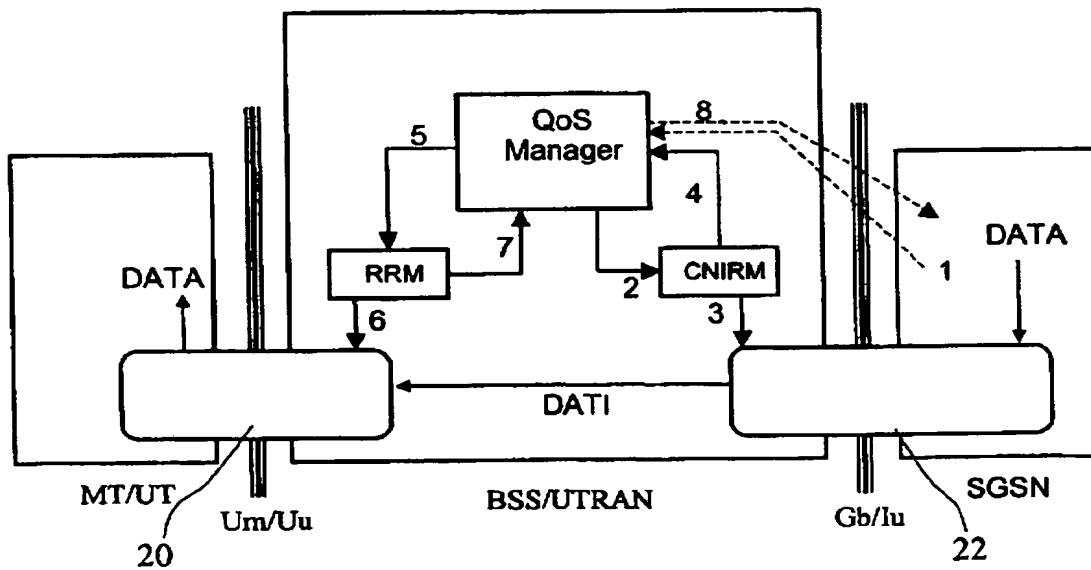 8
QoS
Manager
5
4
7
RRM
CNIRM
2
1
DATA
DATA
6
3
DATI
MT/UT
Um/Uu
BSS/UTRAN
Gb/Iu
SGSN
20
22